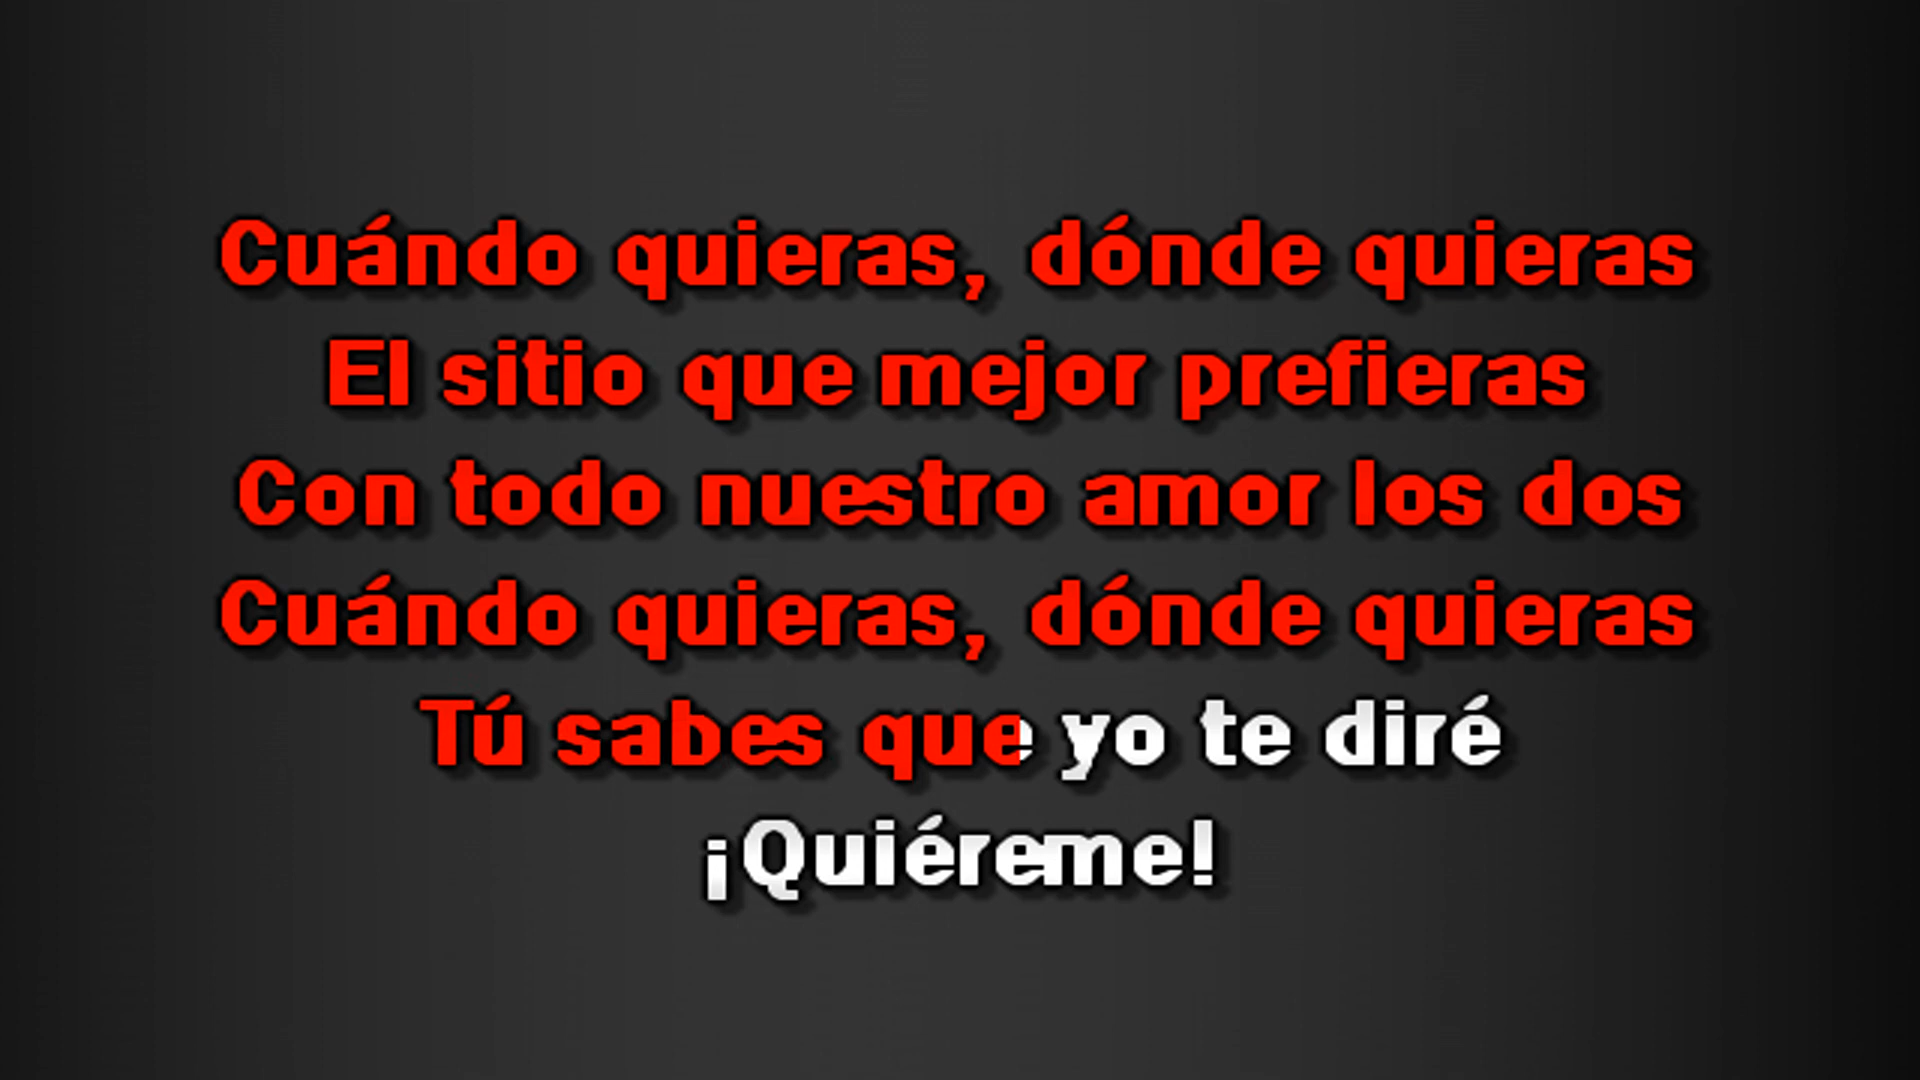 Cuándo quieras, dónde quieras
El sitio que mejor prefieras
Con todo nuestro amor los dos
Cuándo quieras, dónde quieras
Tú sabes que yo te diré
¡Quiéreme!